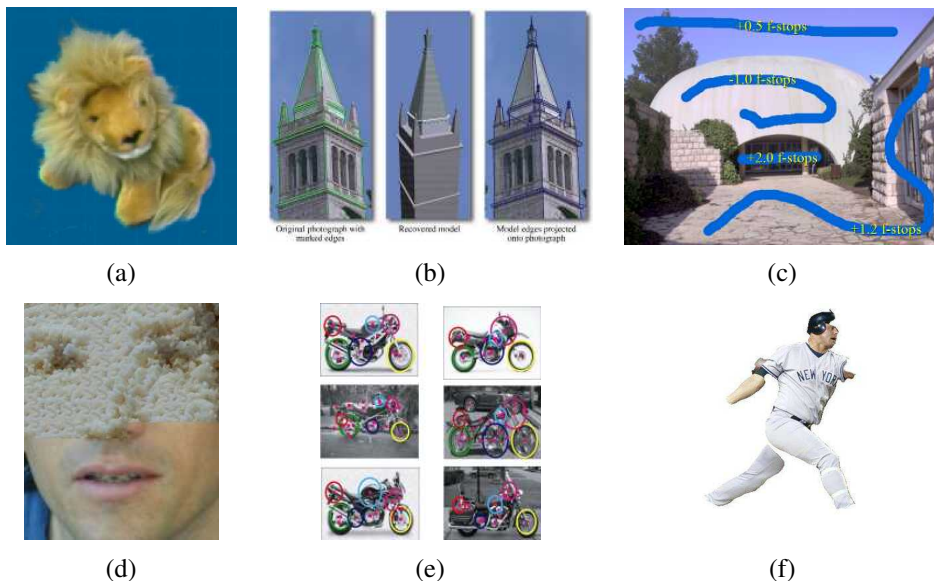 +0.5 f-stops
-1.0 f-stops
+2.0 f-stops
+1.2 f-stops
Original photograph with
marked edges
Recovered model
Model edges projected
onto photograph
(a)
(b)
(c)
NEW YORK
(d)
(e)
(f)